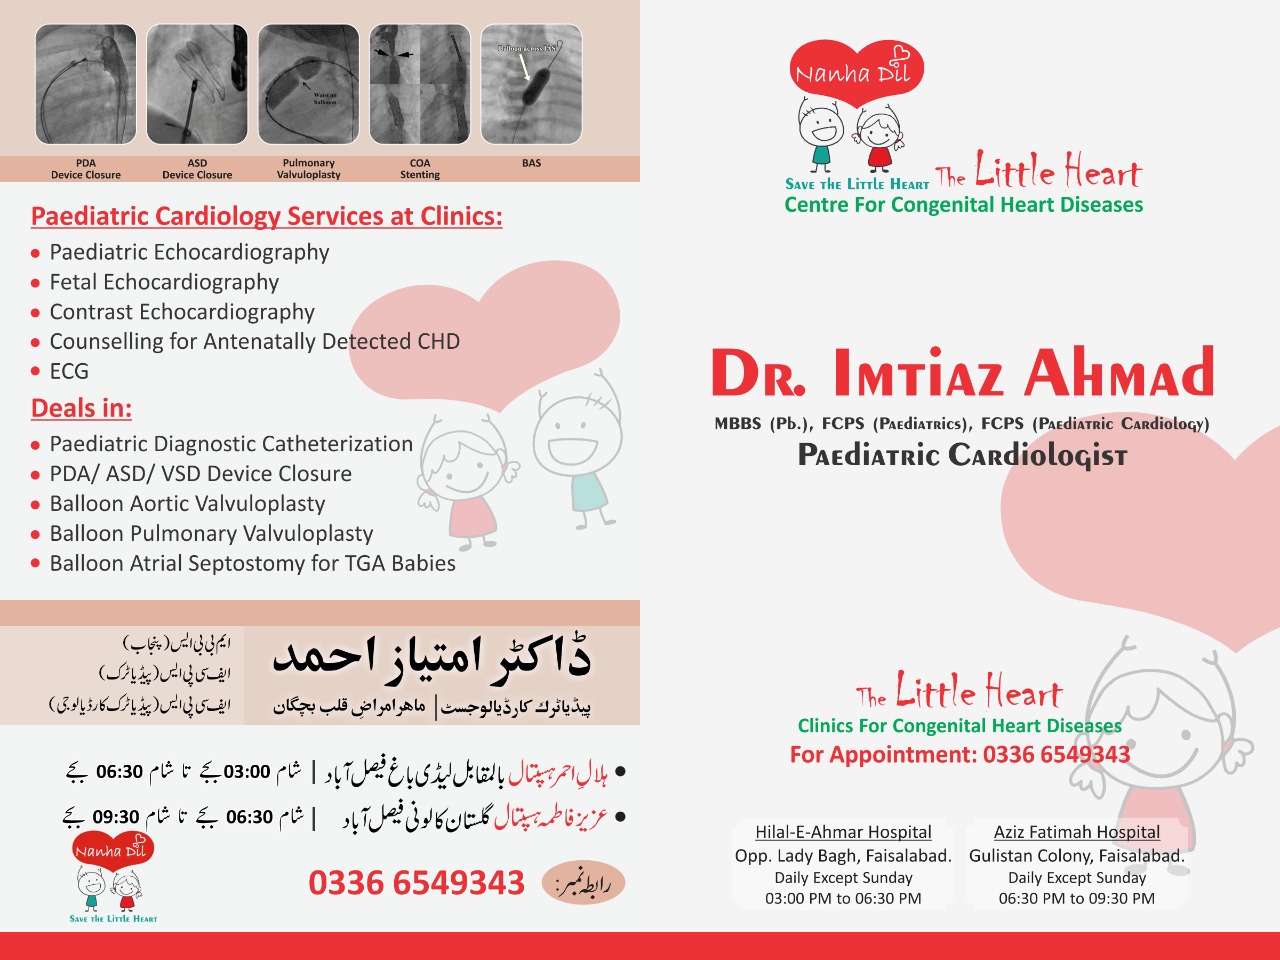 Balloon across IAS
Waist on
balloon
PDA
Device Closure
ASD
Device Closure
Pulmonary
Valvuloplasty
COA
Stenting
BAS
Paediatric Cardiology Services at Clinics:
• Paediatric Echocardiography
• Fetal Echocardiography
• Contrast Echocardiography
• Counselling for Antenatally Detected CHD
• ECG
Deals in:
• Paediatric Diagnostic Catheterization
• PDA/ ASD/ VSD Device Closure
• Balloon Aortic Valvuloplasty
• Balloon Pulmonary Valvuloplasty
• Balloon Atrial Septostomy for TGA Babies
ڈاکٹر امتیاز احمد
پیڈیاٹرک کارڈیالوجسٹ | ماهر امراضِ قلب بچگان
ایم بی بی ایس (پنجاب)
ایف سی پی ایس (پیڈیاٹرک)
ایف سی پی ایس (پیڈیاٹرک کارڈیالوجی)
• ہلالِ احمر ہسپتال بالمقابل لیڈی باغ فیصل آباد | شام 03:00 بجے تا شام 06:30 بجے
• عزیز فاطمہ ہسپتال گلستان کالونی فیصل آباد | شام 06:30 بجے تا شام 09:30 بجے
رابطہ نمبر: 0336 6549343
Nanha Dil
Save the Little Heart
Nanha Dil
Save the Little Heart
The Little Heart
Centre For Congenital Heart Diseases
Dr. Imtiaz Ahmad
MBBS (Pb.), FCPS (Paediatrics), FCPS (Paediatric Cardiology)
Paediatric Cardiologist
The Little Heart
Clinics For Congenital Heart Diseases
For Appointment: 0336 6549343
Hilal-E-Ahmar Hospital
Opp. Lady Bagh, Faisalabad.
Daily Except Sunday
03:00 PM to 06:30 PM
Aziz Fatimah Hospital
Gulistan Colony, Faisalabad.
Daily Except Sunday
06:30 PM to 09:30 PM